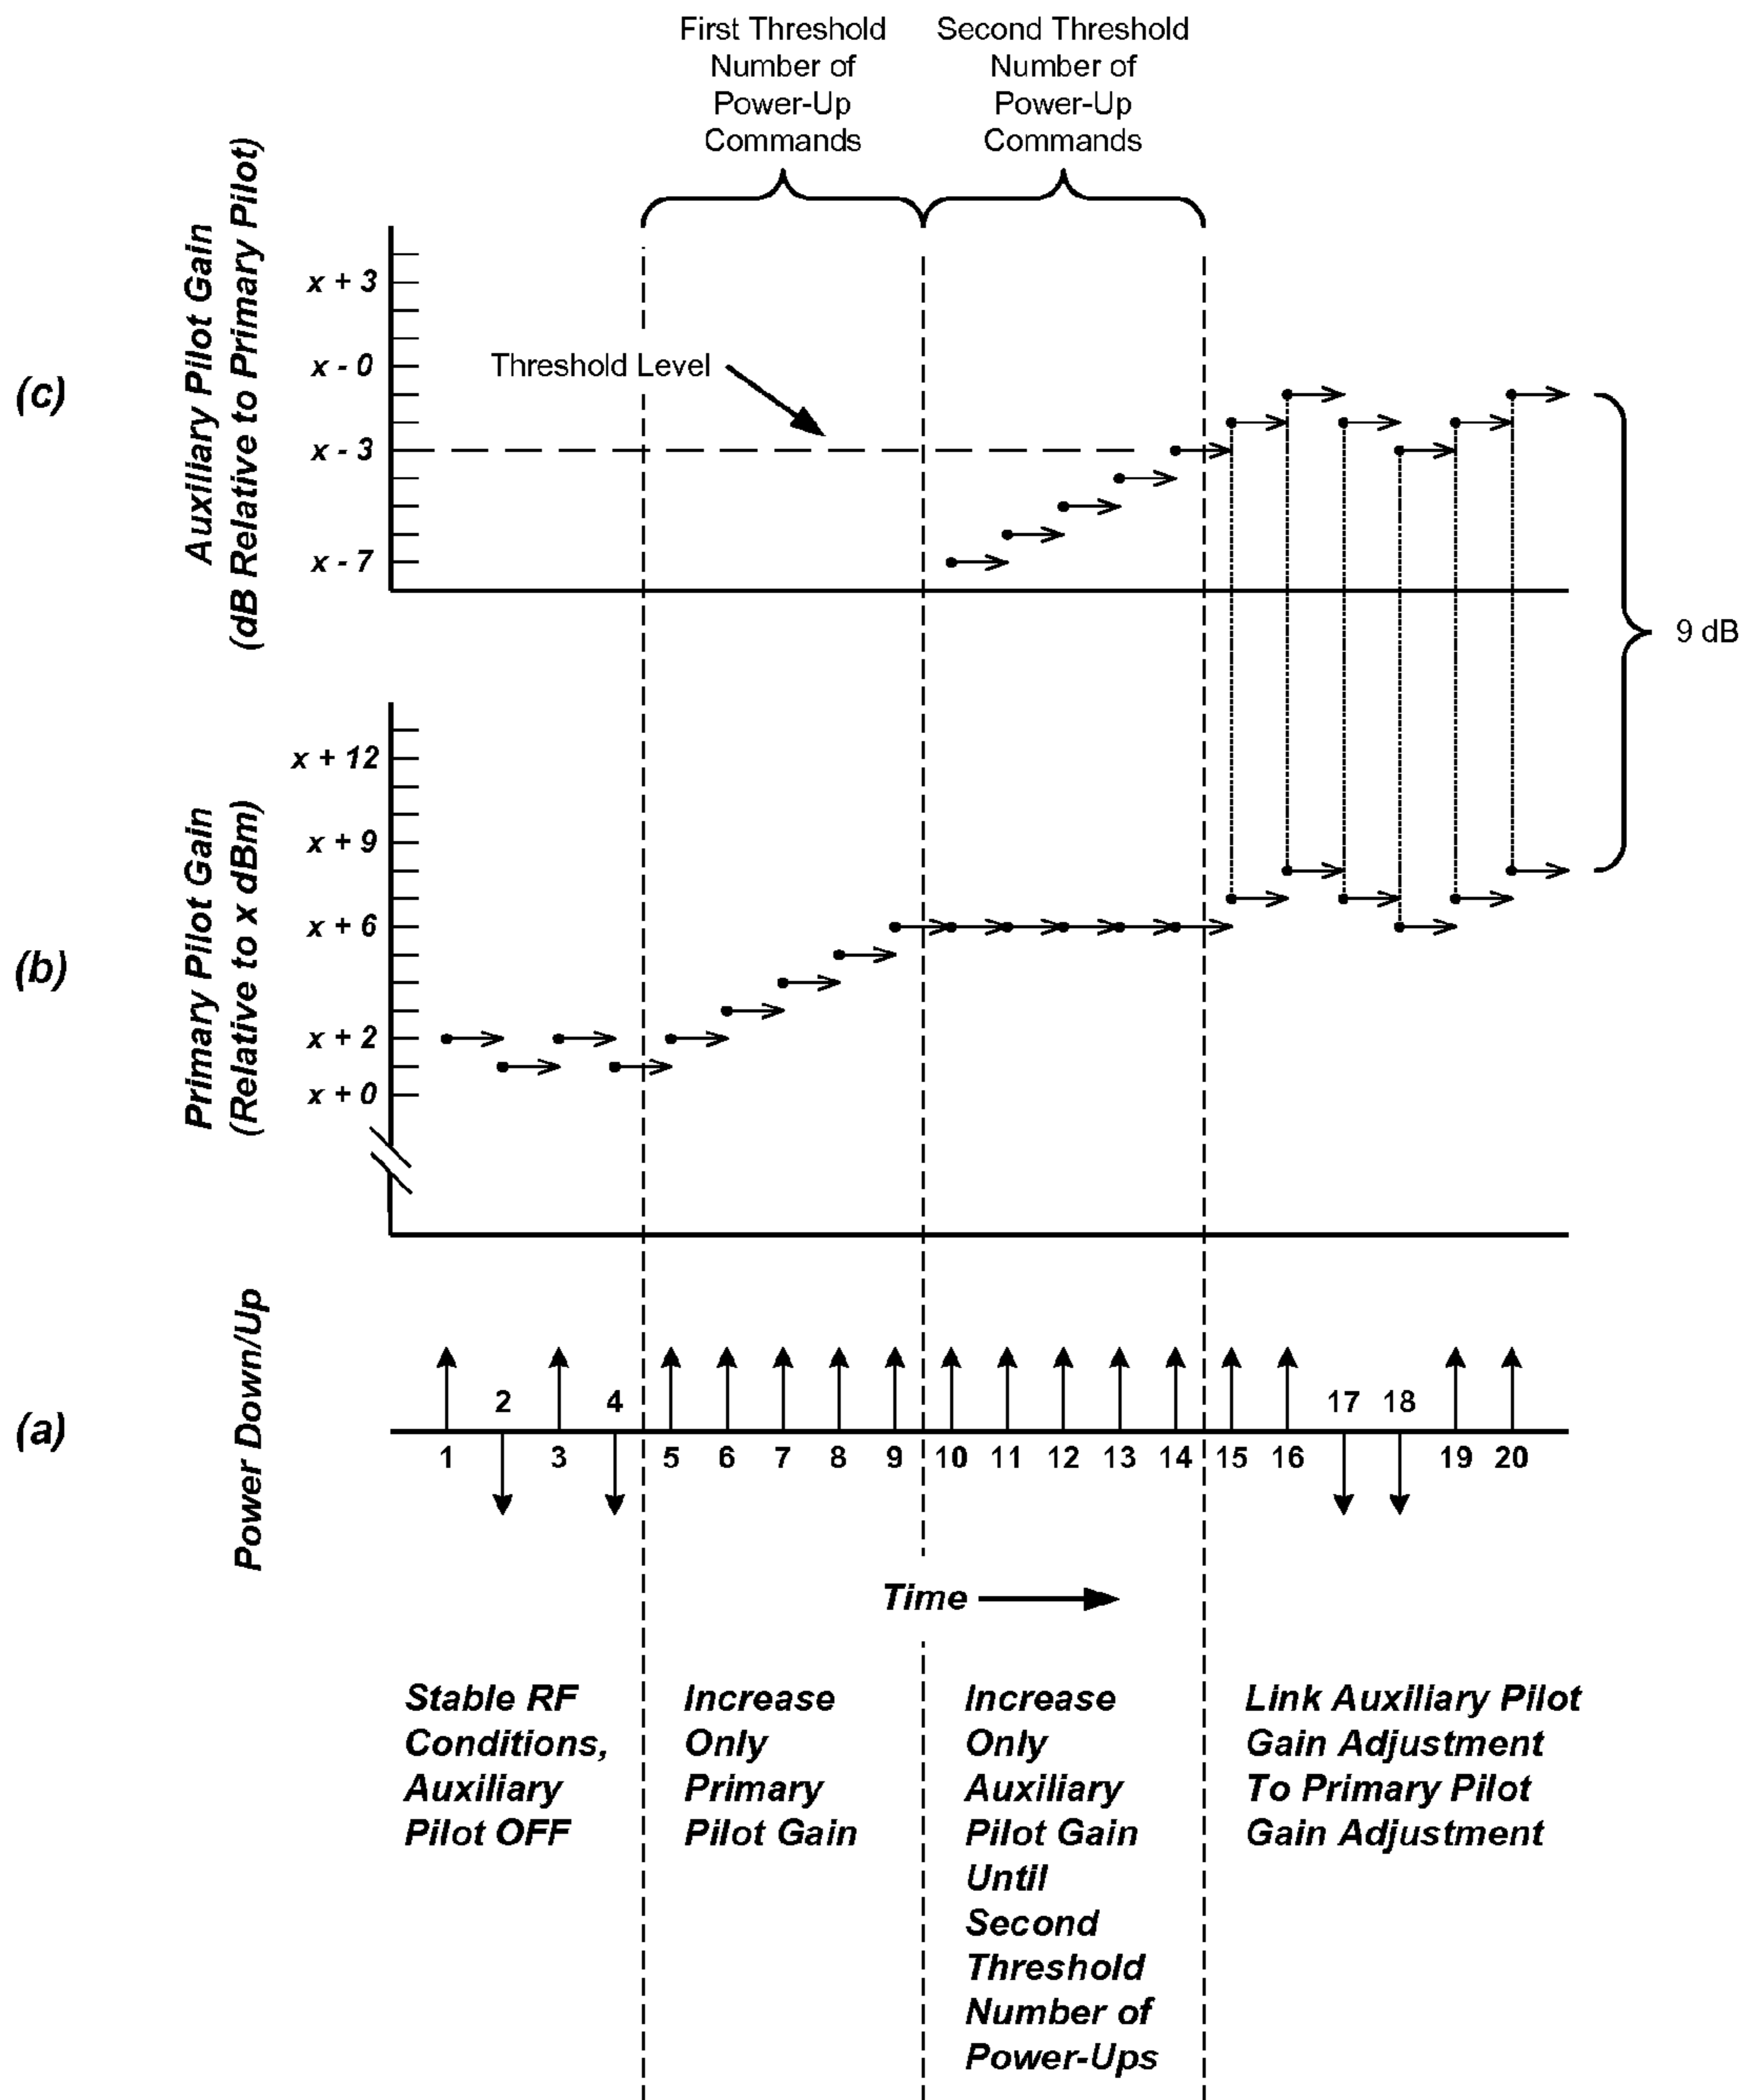 First Threshold
Number of
Power-Up
Commands
Second Threshold
Number of
Power-Up
Commands
(c)
Auxiliary Pilot Gain
(dB Relative to Primary Pilot)
x + 3
x - 0
x - 3
x - 7
Threshold Level
9 dB
(b)
Primary Pilot Gain
(Relative to x dBm)
x + 12
x + 9
x + 6
x + 2
x + 0
(a)
Power Down/Up
2 4 17 18
1 3 5 6 7 8 9 10 11 12 13 14 15 16 19 20
Time
Stable RF
Conditions,
Auxiliary
Pilot OFF
Increase
Only
Primary
Pilot Gain
Increase
Only
Auxiliary
Pilot Gain
Until
Second
Threshold
Number of
Power-Ups
Link Auxiliary Pilot
Gain Adjustment
To Primary Pilot
Gain Adjustment